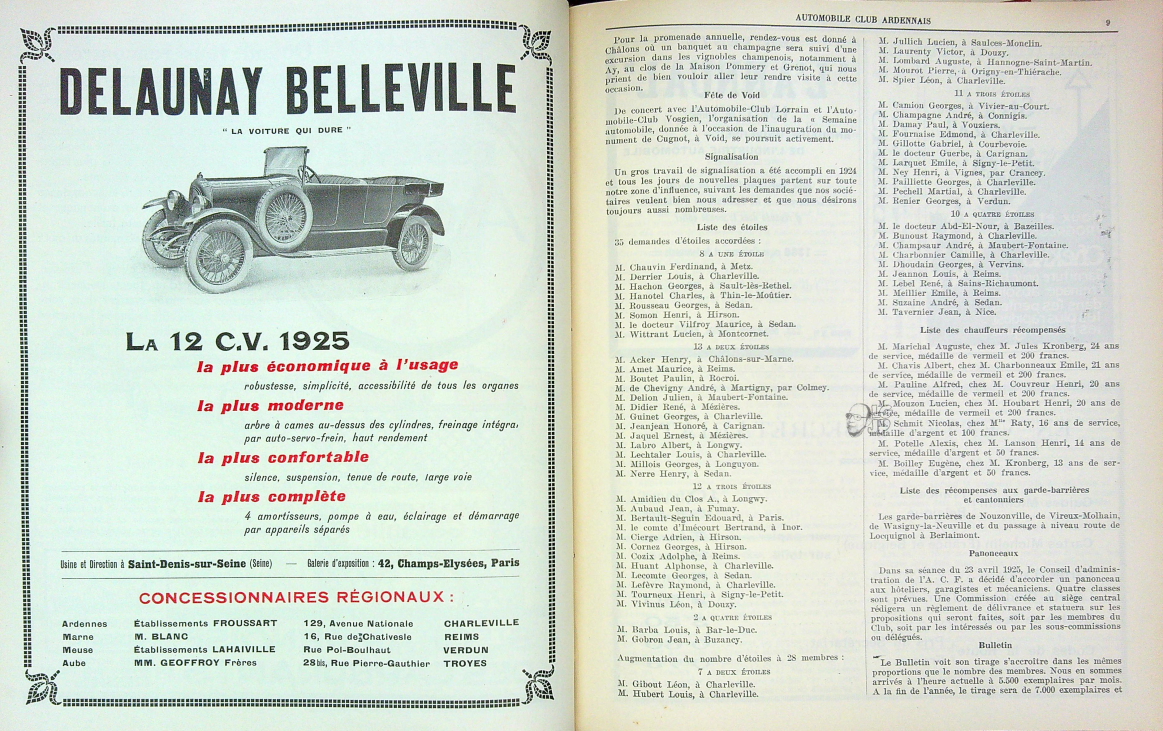 DELAUNAY BELLEVILLE
" LA VOITURE QUI DURE "
LA 12 C.V. 1925
la plus économique à l'usage
robustesse, simplicité, accessibilité de tous les organes
la plus moderne
arbre à cames au-dessus des cylindres, freinage intégra
par auto-servo-frein, haut rendement
la plus confortable
silence, suspension, tenue de route, large voie
la plus complète
4 amortisseurs, pompe à eau, éclairage et démarrage
par appareils séparés
Usine et Direction à Saint-Denis-sur-Seine (Seine) — Galerie d'exposition : 42, Champs-Elysées, Paris
CONCESSIONNAIRES RÉGIONAUX :
Ardennes Établissements FROUSSART 129, Avenue Nationale CHARLEVILLE
Marne M. BLANC 16, Rue de Chativesle REIMS
Meuse Établissements LAHAIVILLE Rue Pol-Boulhaut VERDUN
Aube MM. GEOFFROY Frères 28 bis, Rue Pierre-Gauthier TROYES
AUTOMOBILE CLUB ARDENNAIS 9
Pour la promenade annuelle, rendez-vous est donné à
Châlons où un banquet au champagne sera suivi d'une
excursion dans les vignobles champenois, notamment à
Ay, au clos de la Maison Pommery et Grenot, qui nous
prient de bien vouloir aller leur rendre visite à cette
occasion.
Fête de Void
De concert avec l'Automobile-Club Lorrain et l'Auto-
mobile-Club Vosgien, l'organisation de la « Semaine
automobile, donnée à l'occasion de l'inauguration du mo-
nument de Cugnot, à Void, se poursuit activement.
Signalisation
Un gros travail de signalisation a été accompli en 1924
et tous les jours de nouvelles plaques partent sur toute
notre zone d'influence, suivant les demandes que nos socié-
taires veulent bien nous adresser et que nous désirons
toujours aussi nombreuses.
Liste des étoiles
35 demandes d'étoiles accordées :
8 A UNE ÉTOILE
M. Chauvin Ferdinand, à Metz.
M. Derrier Louis, à Charleville.
M. Hachon Georges, à Sault-lès-Rethel.
M. Hanotel Charles, à Thin-le-Moûtier.
M. Rousseau Georges, à Sedan.
M. Somon Henri, à Hirson.
M. le docteur Vilfroy Maurice, à Sedan.
M. Wittrant Lucien, à Montcornet.
13 A DEUX ÉTOILES
M. Acker Henry, à Châlons-sur-Marne.
M. Amet Maurice, à Reims.
M. Boutet Paulin, à Rocroi.
M. de Chevigny André, à Martigny, par Colmey.
M. Delion Julien, à Maubert-Fontaine.
M. Didier René, à Mézières.
M. Guinet Georges, à Charleville.
M. Jeanjean Honoré, à Carignan.
M. Jaquel Ernest, à Mézières.
M. Labro Albert, à Longwy.
M. Lechtaler Louis, à Charleville.
M. Millois Georges, à Longuyon.
M. Nerre Henry, à Sedan.
12 A TROIS ÉTOILES
M. Amidieu du Clos A., à Longwy.
M. Aubaud Jean, à Fumay.
M. Bertault-Seguin Edouard, à Paris.
M. le comte d'Imécourt Bertrand, à Inor.
M. Cierge Adrien, à Hirson.
M. Cornez Georges, à Hirson.
M. Cozix Adolphe, à Reims.
M. Huant Alphonse, à Charleville.
M. Lecomte Georges, à Sedan.
M. Lefèvre Raymond, à Charleville.
M. Tourneux Henri, à Signy-le-Petit.
M. Vivinus Léon, à Douzy.
2 A QUATRE ÉTOILES
M. Barba Louis, à Bar-le-Duc.
M. Gobron Jean, à Buzancy.
Augmentation du nombre d'étoiles à 28 membres :
7 A DEUX ÉTOILES
M. Gibout Léon, à Charleville.
M. Hubert Louis, à Charleville.
M. Jullich Lucien, à Saulces-Monclin.
M. Laurenty Victor, à Douzy.
M. Lombard Auguste, à Hannogne-Saint-Martin.
M. Mourot Pierre, à Origny-en-Thiérache.
M. Spier Léon, à Charleville.
11 A TROIS ÉTOILES
M. Camion Georges, à Vivier-au-Court.
M. Champagne André, à Connigis.
M. Damay Paul, à Vouziers.
M. Fournaise Edmond, à Charleville.
M. Gillotte Gabriel, à Courbevoie.
M. le docteur Guerbe, à Carignan.
M. Larquet Emile, à Signy-le-Petit.
M. Ney Henri, à Vignes, par Crancey.
M. Pailliette Georges, à Charleville.
M. Pechell Martial, à Charleville.
M. Renier Georges, à Verdun.
10 A QUATRE ÉTOILES
M. le docteur Abd-El-Nour, à Bazeilles.
M. Bunoust Raymond, à Charleville.
M. Champsaur André, à Maubert-Fontaine.
M. Charbonnier Camille, à Charleville.
M. Dhoudain Georges, à Vervins.
M. Jeannon Louis, à Reims.
M. Lebel René, à Sains-Richaumont.
M. Meillier Emile, à Reims.
M. Suzaine André, à Sedan.
M. Tavernier Jean, à Nice.
Liste des chauffeurs récompensés
M. Marichal Auguste, chez M. Jules Kronberg, 24 ans
de service, médaille de vermeil et 200 francs.
M. Chavis Albert, chez M. Charbonneaux Emile, 21 ans
de service, médaille de vermeil et 200 francs.
M. Pauline Alfred, chez M. Couvreur Henri, 20 ans
de service, médaille de vermeil et 200 francs.
M. Mouzon Lucien, chez M. Houbart Henri, 20 ans de
service, médaille de vermeil et 200 francs.
M. Schmit Nicolas, chez Mlle Raty, 16 ans de service,
médaille d'argent et 100 francs.
M. Potelle Alexis, chez M. Lanson Henri, 14 ans de
service, médaille d'argent et 50 francs.
M. Boilley Eugène, chez M. Kronberg, 13 ans de ser-
vice, médaille d'argent et 50 francs.
Liste des récompenses aux garde-barrières
et cantonniers
Les garde-barrières de Nouzonville, de Vireux-Molhain,
de Wasigny-la-Neuville et du passage à niveau route de
Locquignol à Berlaimont.
Panonceaux
Dans sa séance du 23 avril 1925, le Conseil d'adminis-
tration de l'A. C. F. a décidé d'accorder un panonceau
aux hôteliers, garagistes et mécaniciens. Quatre classes
sont prévues. Une Commission créée au siège central
rédigera un règlement de délivrance et statuera sur les
propositions qui seront faites, soit par les membres du
Club, soit par les intéressés ou par les sous-commissions
ou délégués.
Bulletin
Le Bulletin voit son tirage s'accroître dans les mêmes
proportions que le nombre des membres. Nous en sommes
arrivés à l'heure actuelle à 5.500 exemplaires par mois.
A la fin de l'année, le tirage sera de 7.000 exemplaires et